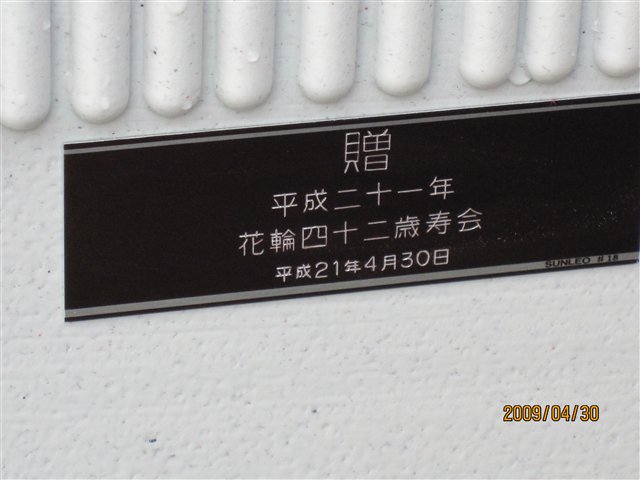 贈
平成二十一年
花輪四十二歳寿会
平成21年4月30日
SUNLEO #18
2009/04/30